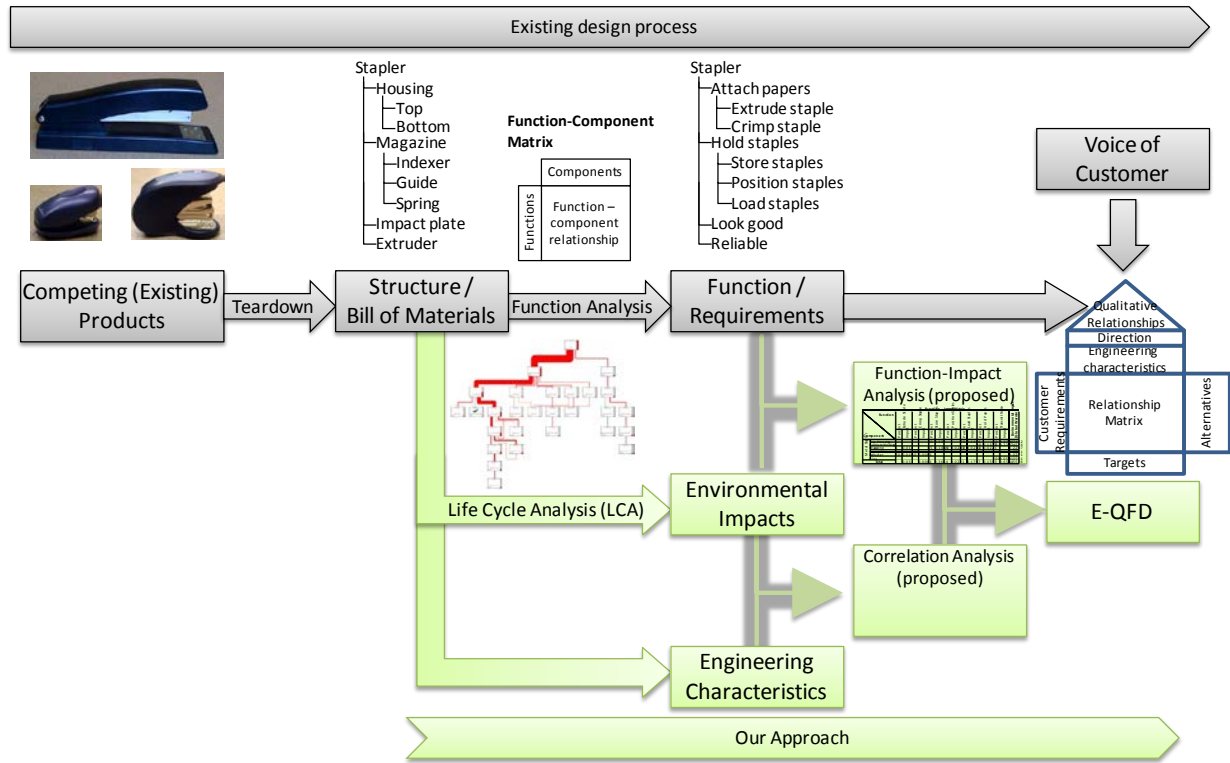 Existing design process
Stapler
Housing
Top
Bottom
Magazine
Indexer
Guide
Spring
Impact plate
Extruder
Function-Component
Matrix
Components
Functions
Function –
component
relationship
Stapler
Attach papers
Extrude staple
Crimp staple
Hold staples
Store staples
Position staples
Load staples
Look good
Reliable
Voice of
Customer
Competing (Existing)
Products
Teardown
Structure /
Bill of Materials
Function Analysis
Function /
Requirements
Qualitative
Relationships
Direction
Engineering
characteristics
Customer
Requirements
Relationship
Matrix
Alternatives
Targets
Function-Impact
Analysis (proposed)
Life Cycle Analysis (LCA)
Environmental
Impacts
E-QFD
Correlation Analysis
(proposed)
Engineering
Characteristics
Our Approach